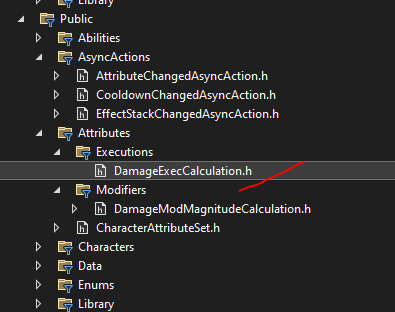 Library
Public
Abilities
AsyncActions
AttributeChangedAsyncAction.h
CooldownChangedAsyncAction.h
EffectStackChangedAsyncAction.h
Attributes
Executions
DamageExecCalculation.h
Modifiers
DamageModMagnitudeCalculation.h
CharacterAttributeSet.h
Characters
Data
Enums
Library